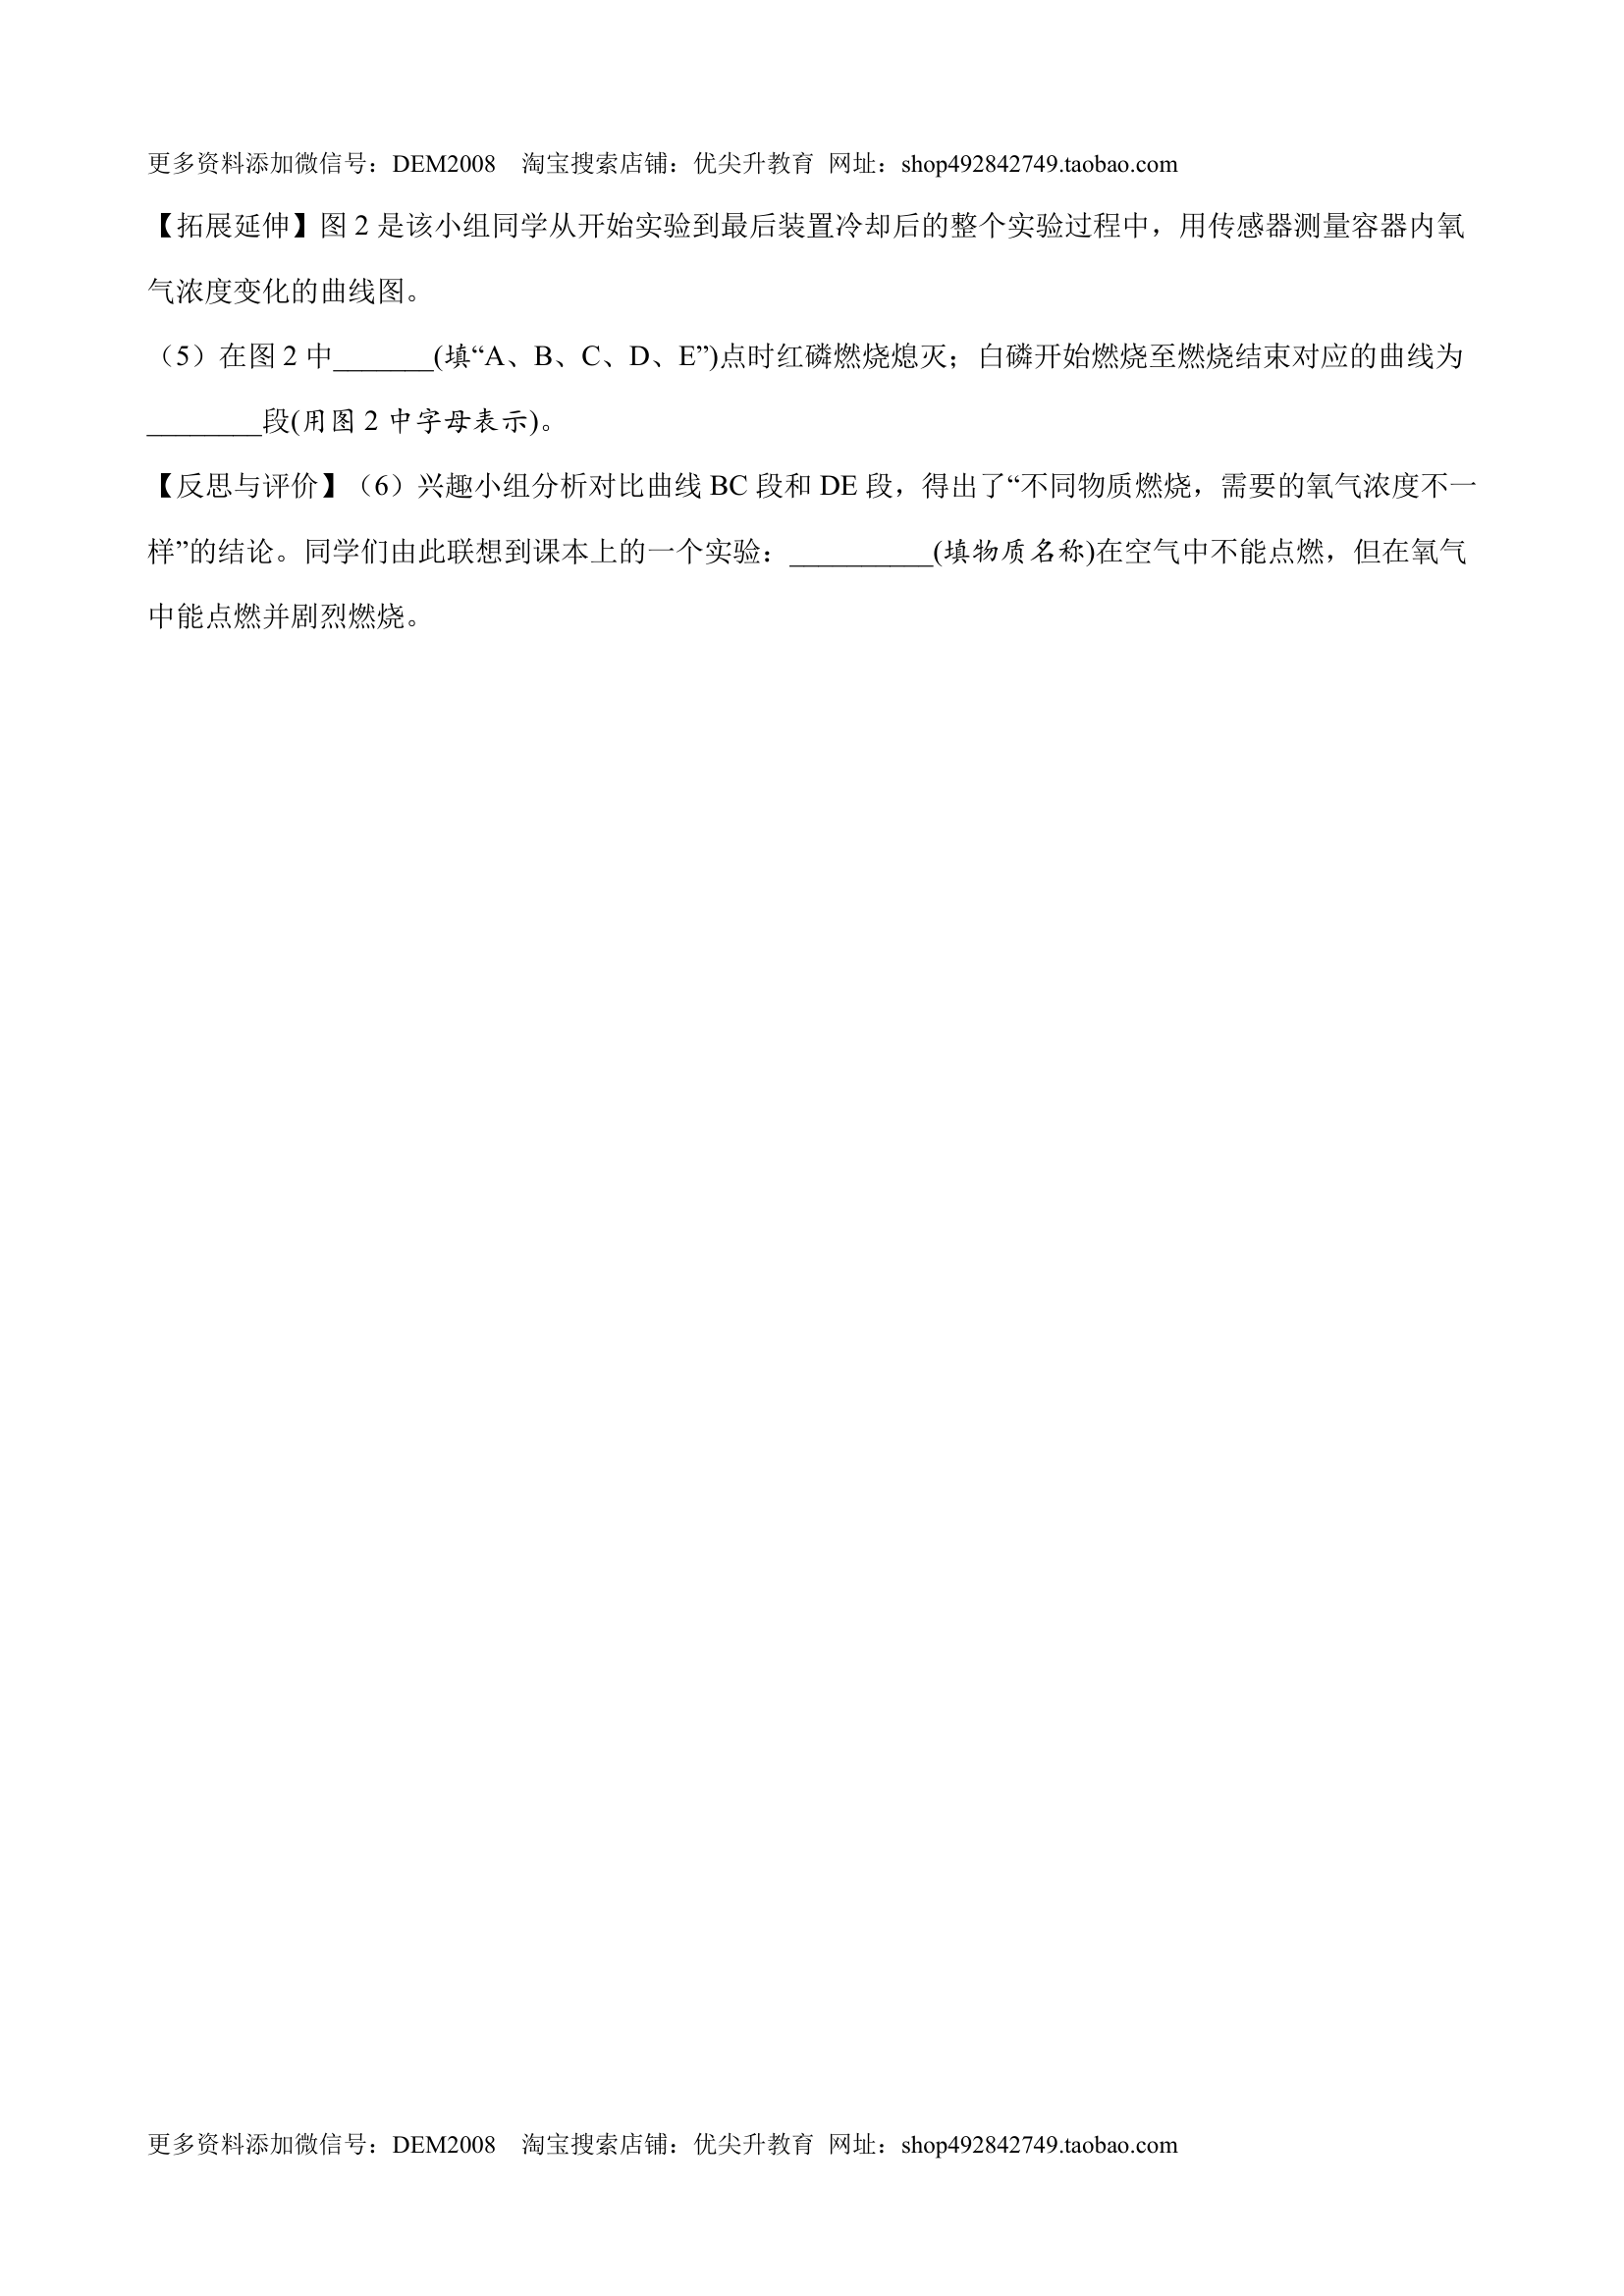 更多资料添加微信号：DEM2008    淘宝搜索店铺：优尖升教育  网址：shop492842749.taobao.com
【拓展延伸】图 2 是该小组同学从开始实验到最后装置冷却后的整个实验过程中，用传感器测量容器内氧
气浓度变化的曲线图。
（5）在图 2 中_______(填“A、B、C、D、E”)点时红磷燃烧熄灭；白磷开始燃烧至燃烧结束对应的曲线为
________段(用图 2 中字母表示)。
【反思与评价】（6）兴趣小组分析对比曲线 BC 段和 DE 段，得出了“不同物质燃烧，需要的氧气浓度不一
样”的结论。同学们由此联想到课本上的一个实验：__________(填物质名称)在空气中不能点燃，但在氧气
中能点燃并剧烈燃烧。
更多资料添加微信号：DEM2008    淘宝搜索店铺：优尖升教育  网址：shop492842749.taobao.com